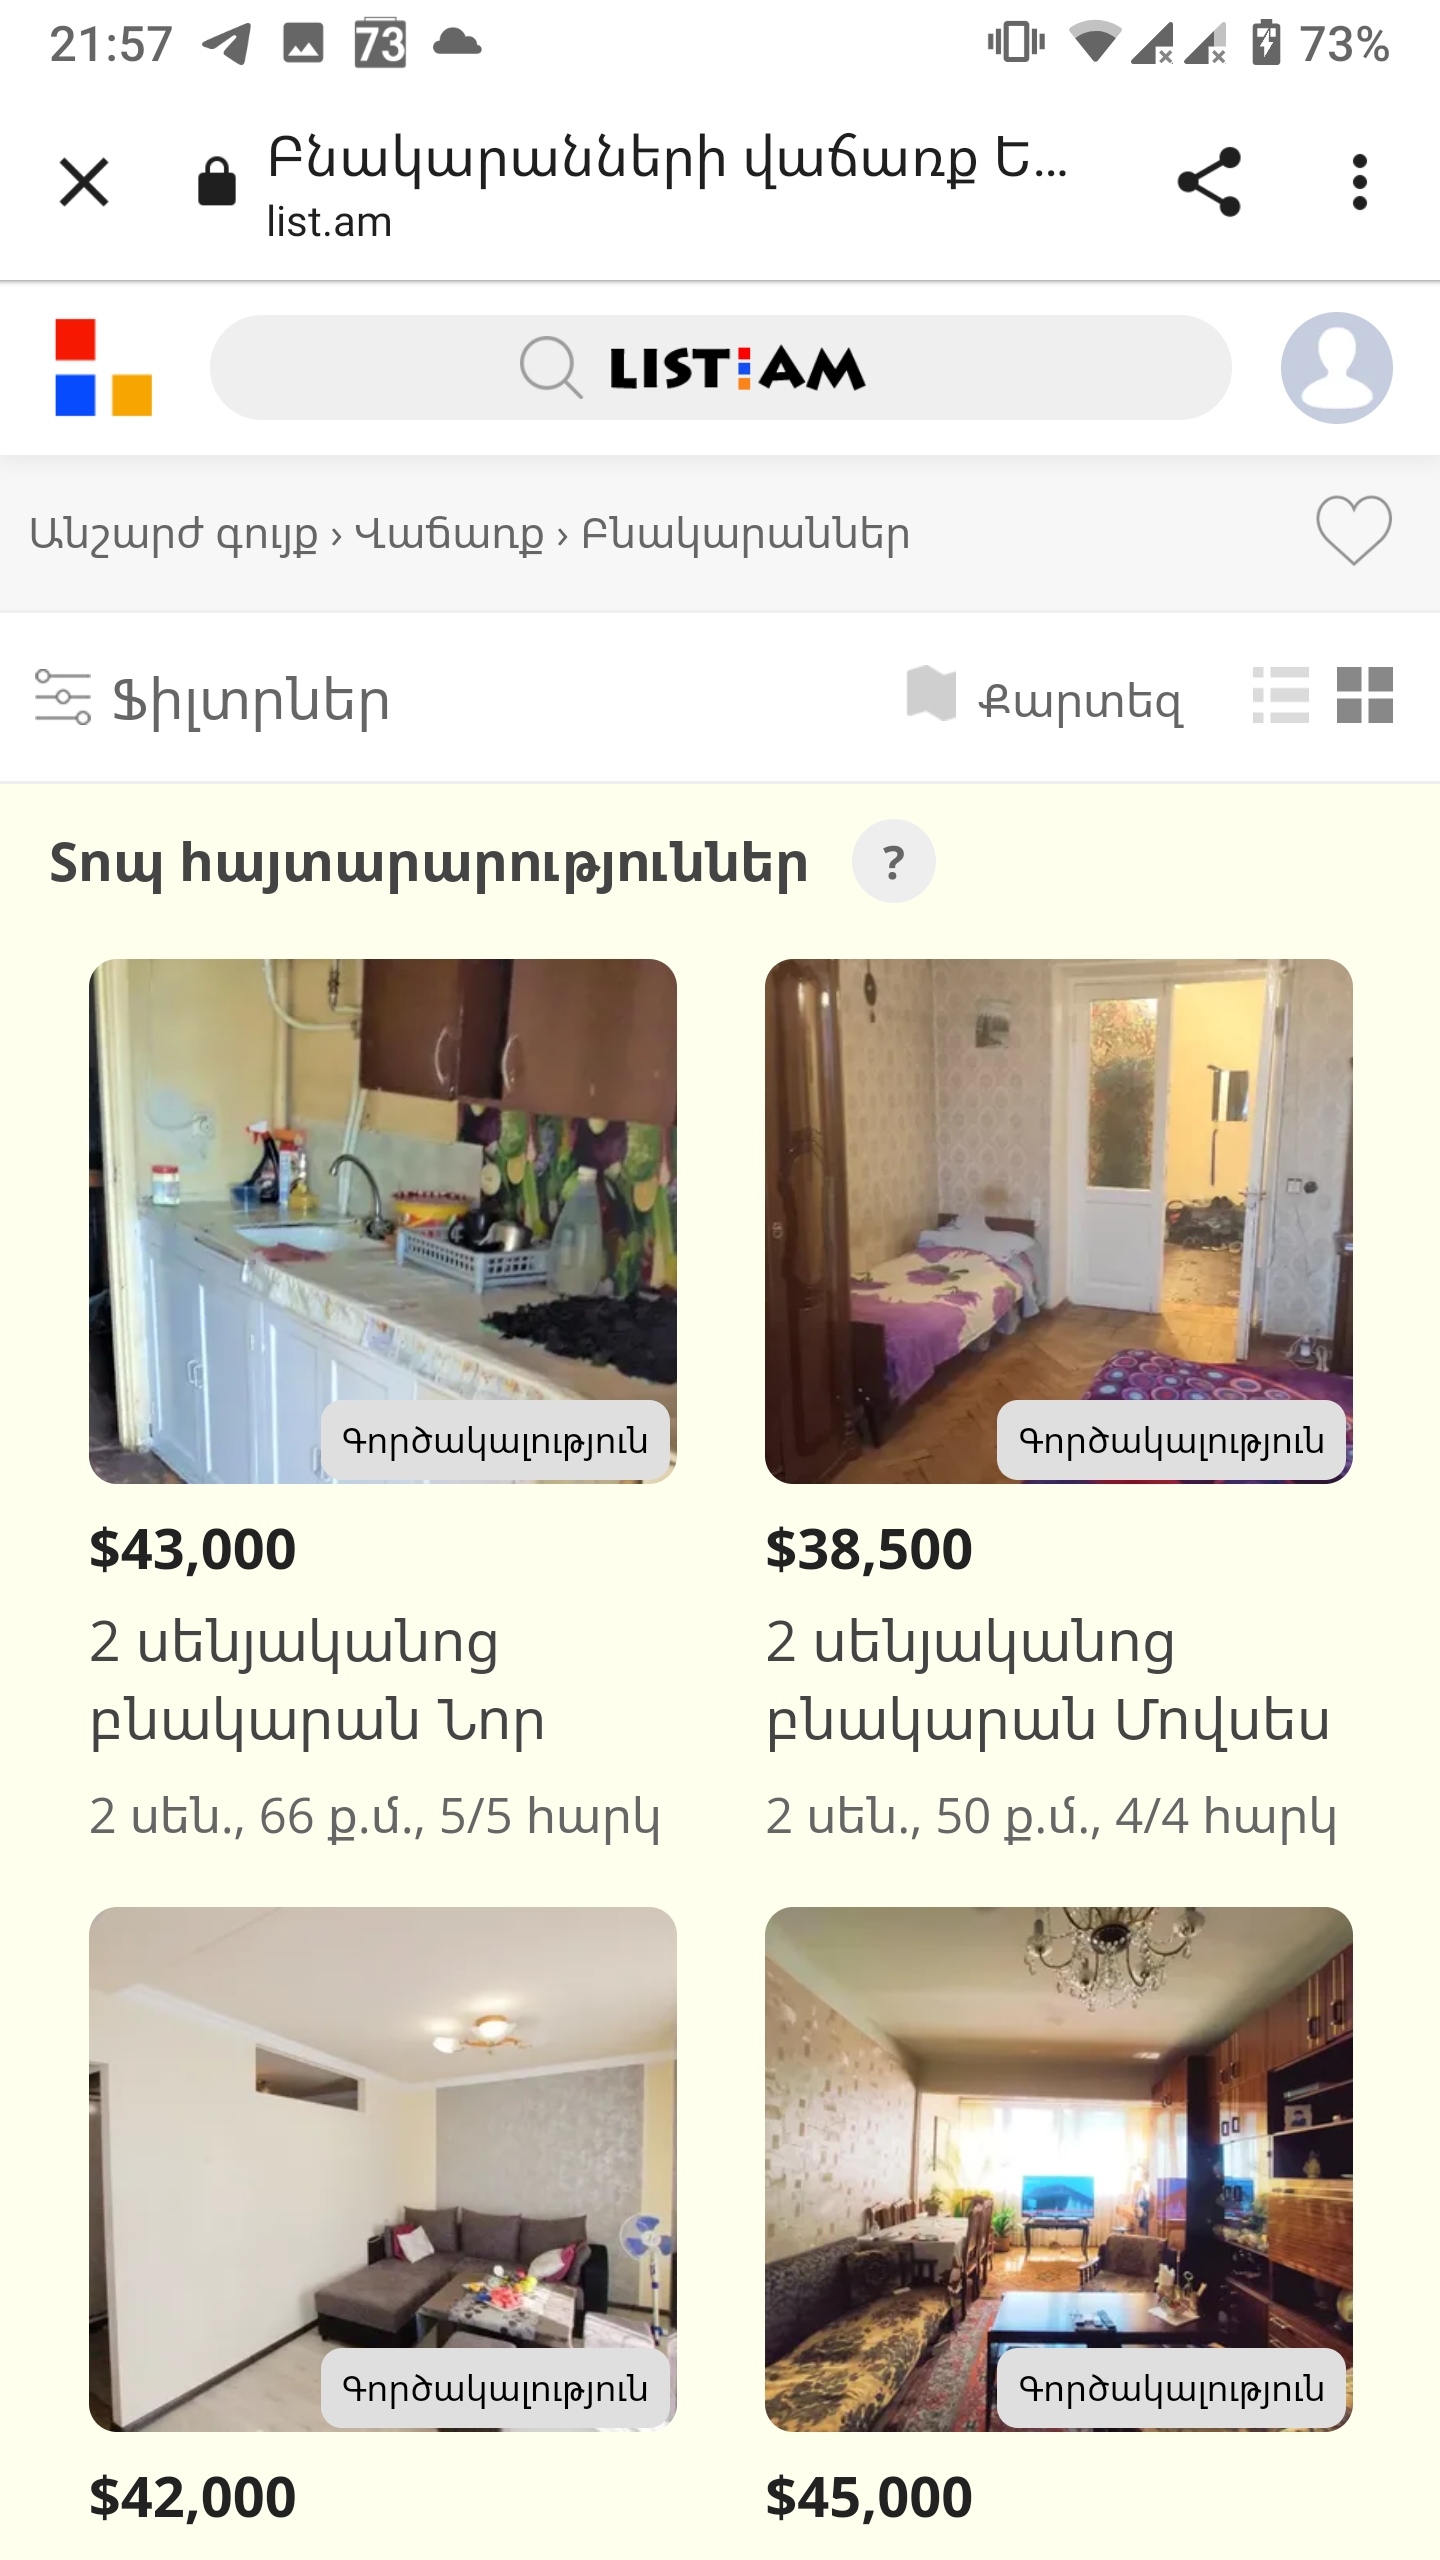 21:57
73
73%
Բնակարանների վաճառք Ե...
list.am
LIST.AM
Անշարժ գույք › Վաճառք › Բնակարաններ
Ֆիլտրներ
Քարտեզ
Տոպ հայտարարություններ ?
Գործակալություն
Գործակալություն
$43,000
$38,500
2 սենյականոց
բնակարան Նոր
2 սեն., 66 ք.մ., 5/5 հարկ
2 սենյականոց
բնակարան Մովսես
2 սեն., 50 ք.մ., 4/4 հարկ
Գործակալություն
Գործակալություն
$42,000
$45,000